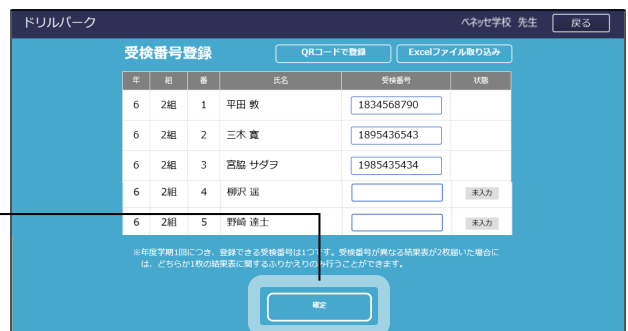 ドリルパーク ベネッセ学校 先生 戻る
受検番号登録 QRコードで登録 Excelファイル取り込み
年 組 番 氏名 受検番号 状態
6 2組 1 平田 敦 1834568790
6 2組 2 三木 寛 1895436543
6 2組 3 宮脇 サダヲ 1985435434
6 2組 4 柳沢 遥 未入力
6 2組 5 野崎 達士 未入力
※年度学期1回につき、登録できる受検番号は1つです。受検番号が異なる結果表が2枚届いた場合に
は、どちらか1枚の結果表に関するふりかえりのみ行うことができます。
確定